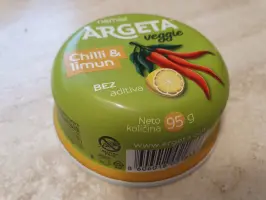 ARGETA
veggie
Chilli &
limun
BEZ
aditiva
Neto
količina 95 g